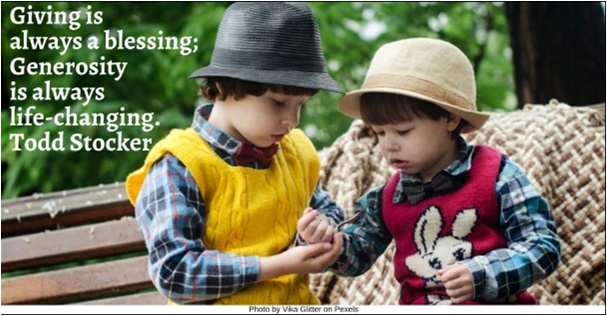 Giving is
always a blessing;
Generosity
is always
life-changing.
Todd Stocker
Photo by Vika Glitter on Pexels